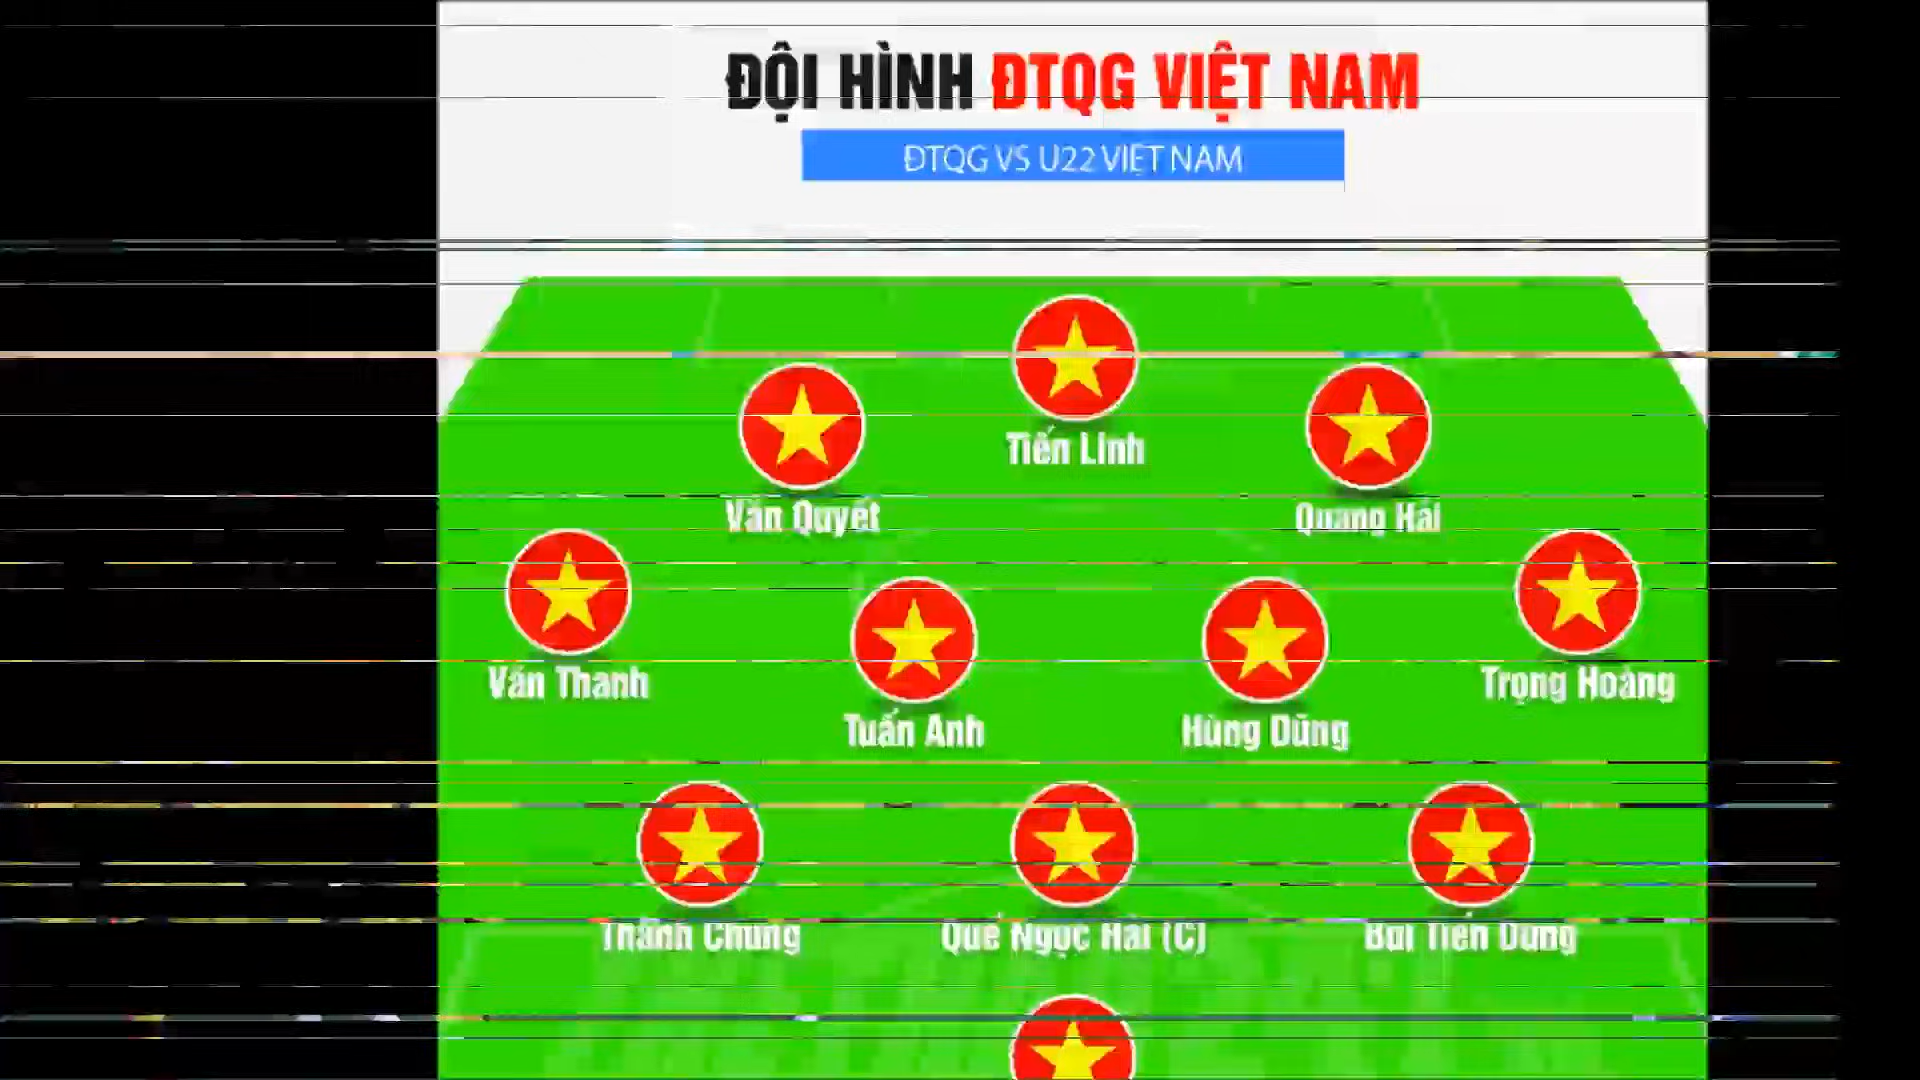 ĐỘI HÌNH ĐTQG VIỆT NAM
ĐTQG VS U22 VIỆT NAM
Tiến Linh
Văn Quyết
Quang Hải
Văn Thanh
Trọng Hoàng
Tuấn Anh
Hùng Dũng
Thành Chung
Quế Ngọc Hải (C)
Bùi Tiến Dũng